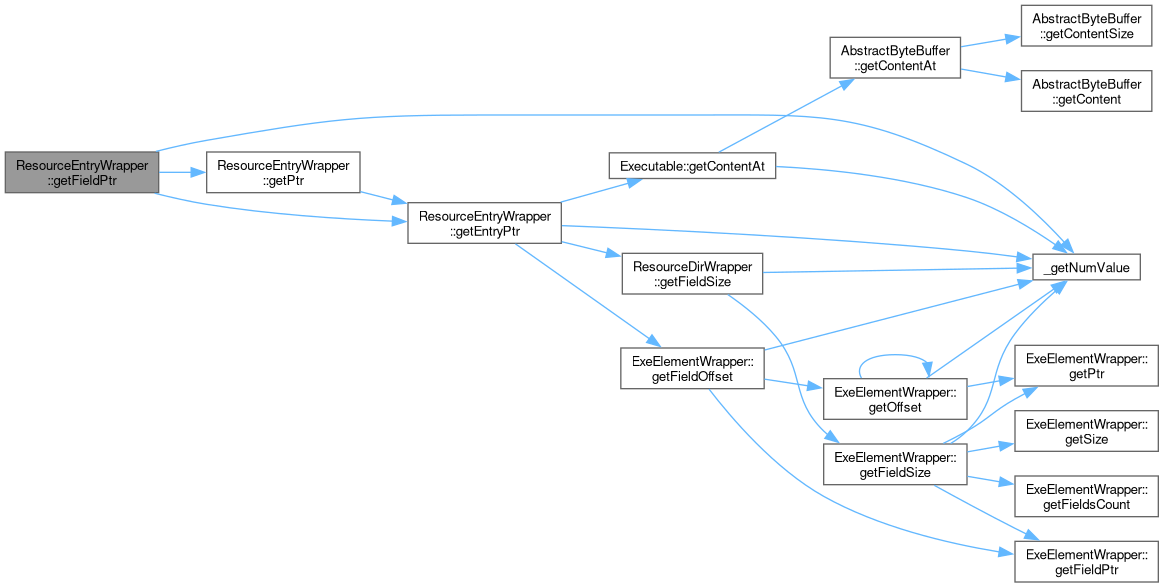 ResourceEntryWrapper
::getFieldPtr
ResourceEntryWrapper
::getPtr
ResourceEntryWrapper
::getEntryPtr
Executable::getContentAt
ResourceDirWrapper
::getFieldSize
ExeElementWrapper::
getFieldOffset
AbstractByteBuffer
::getContentAt
ExeElementWrapper::
getOffset
ExeElementWrapper::
getFieldSize
AbstractByteBuffer
::getContentSize
AbstractByteBuffer
::getContent
_getNumValue
ExeElementWrapper::
getPtr
ExeElementWrapper::
getSize
ExeElementWrapper::
getFieldsCount
ExeElementWrapper::
getFieldPtr